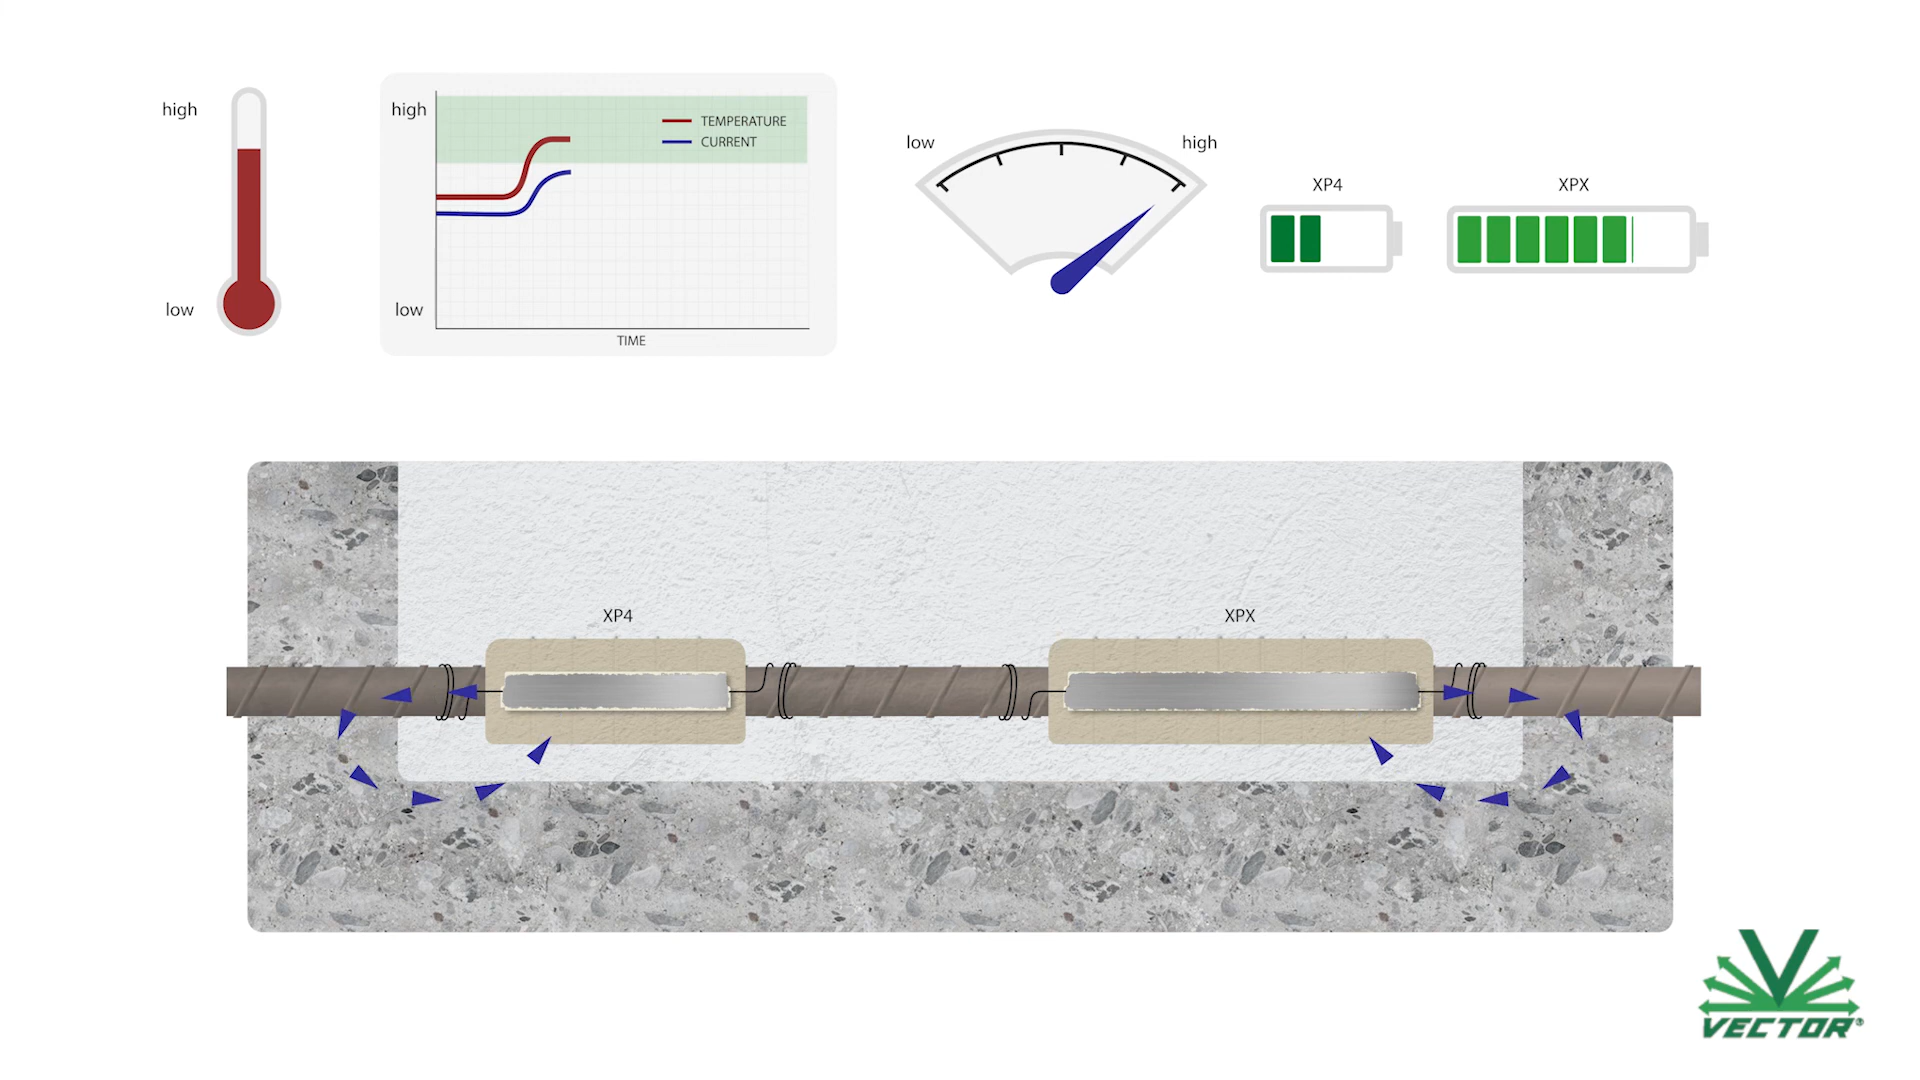 high
low
high
low
TEMPERATURE
CURRENT
TIME
low
high
XP4
XPX
XP4
XPX
VECTOR®